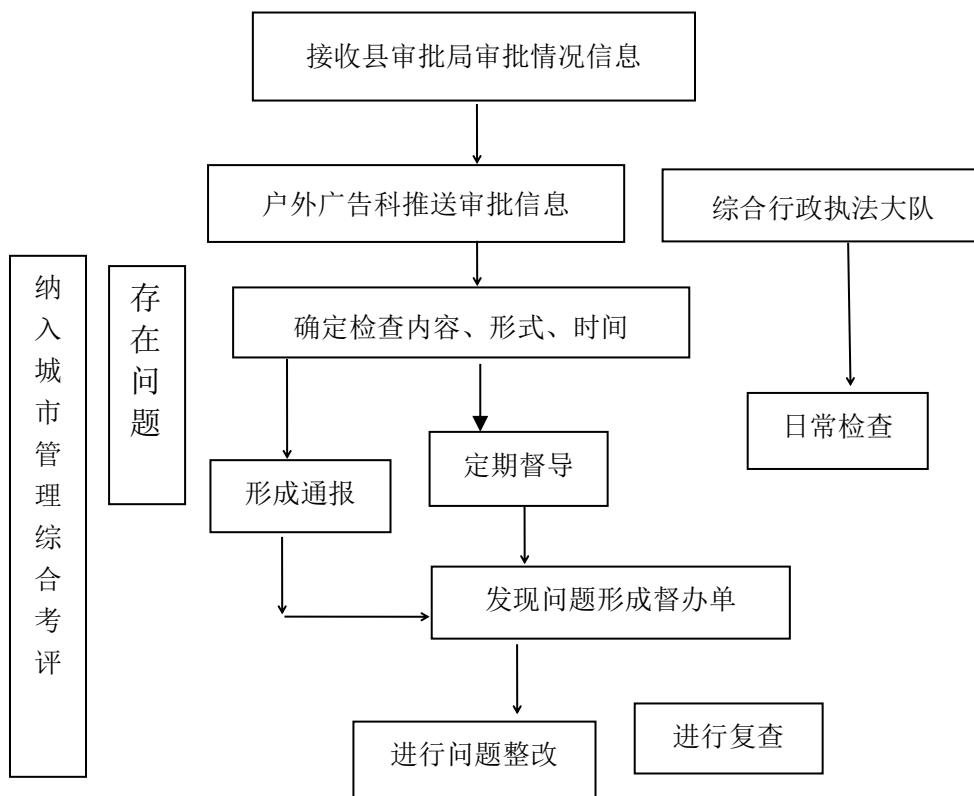 接收县审批局审批情况信息
户外广告科推送审批信息
综合行政执法大队
纳入城市管理综合考评
存在问题
确定检查内容、形式、时间
日常检查
定期督导
形成通报
发现问题形成督办单
进行复查
进行问题整改